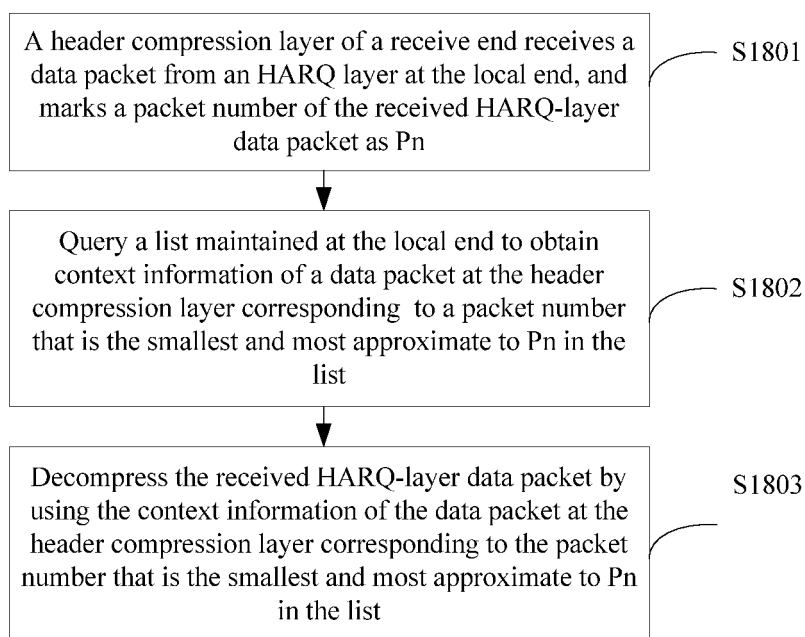 A header compression layer of a receive end receives a
data packet from an HARQ layer at the local end, and
marks a packet number of the received HARQ-layer
data packet as Pn
S1801
Query a list maintained at the local end to obtain
context information of a data packet at the header
compression layer corresponding to a packet number
that is the smallest and most approximate to Pn in the
list
S1802
Decompress the received HARQ-layer data packet by
using the context information of the data packet at the
header compression layer corresponding to the packet
number that is the smallest and most approximate to Pn
in the list
S1803